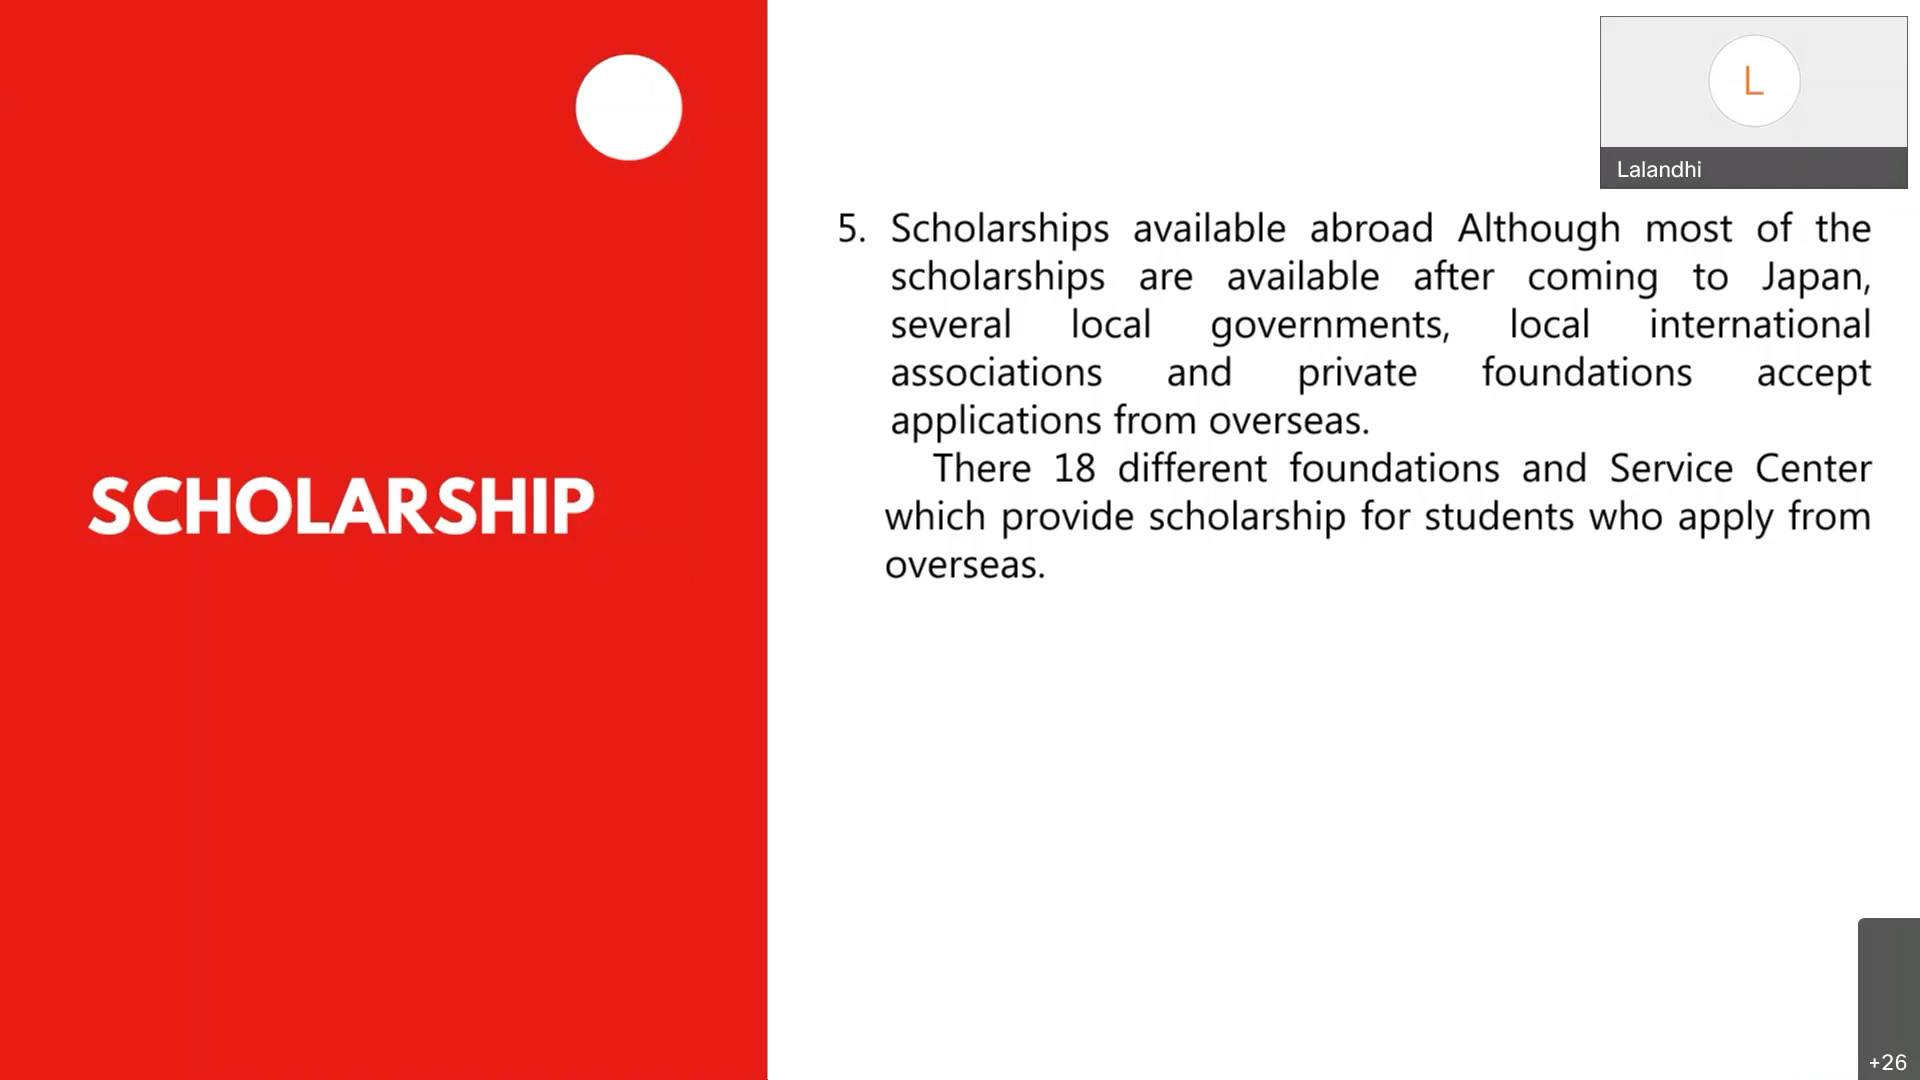 SCHOLARSHIP
L
Lalandhi
5. Scholarships available abroad Although most of the
scholarships are available after coming to Japan,
several local governments, local international
associations and private foundations accept
applications from overseas.
There 18 different foundations and Service Center
which provide scholarship for students who apply from
overseas.
+26